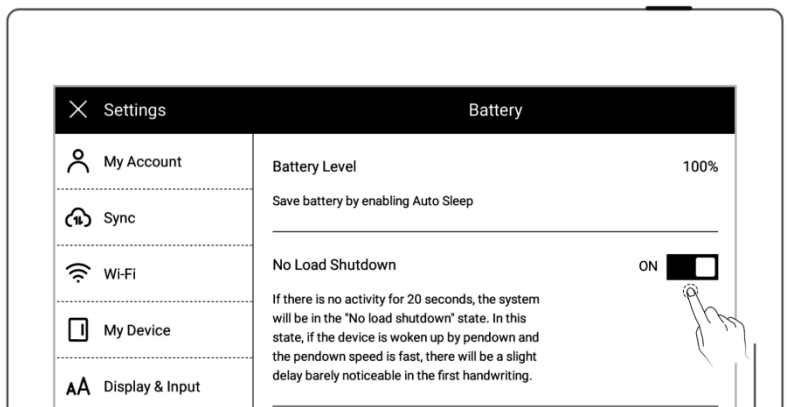 Settings
Battery
My Account
Sync
Wi-Fi
My Device
AA Display & Input
Battery Level 100%
Save battery by enabling Auto Sleep
No Load Shutdown ON
If there is no activity for 20 seconds, the system
will be in the "No load shutdown" state. In this
state, if the device is woken up by pendown and
the pendown speed is fast, there will be a slight
delay barely noticeable in the first handwriting.